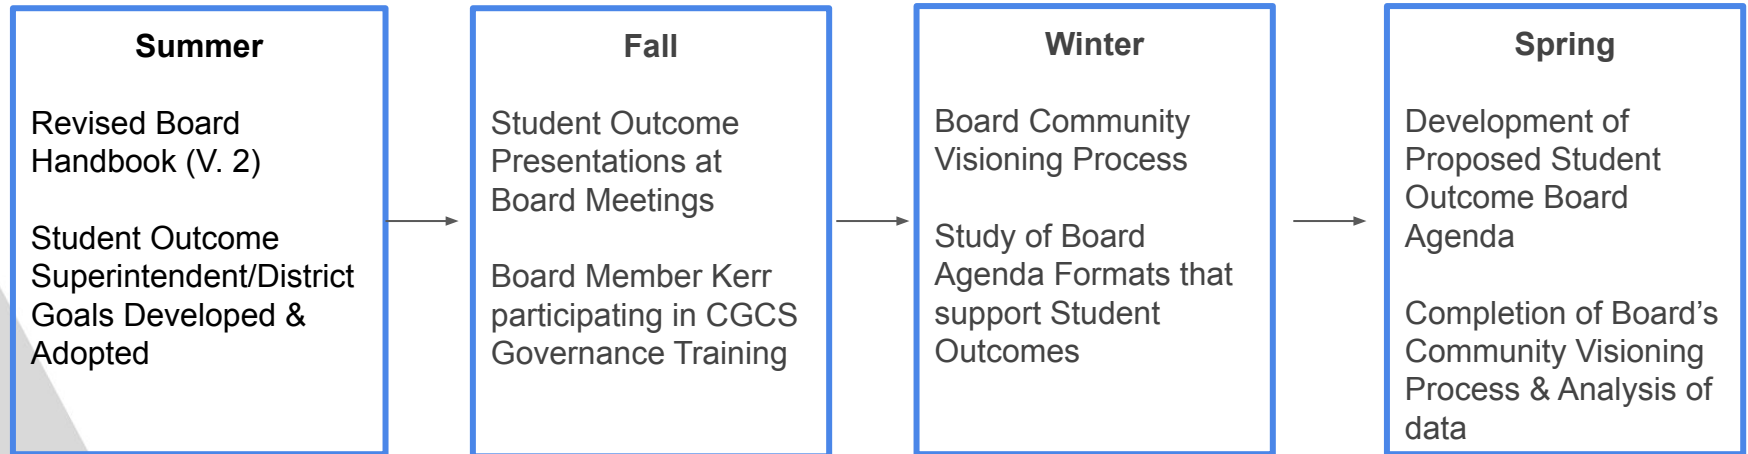 Summer
Revised Board
Handbook (V. 2)
Student Outcome
Superintendent/District
Goals Developed &
Adopted
Fall
Student Outcome
Presentations at
Board Meetings
Board Member Kerr
participating in CGCS
Governance Training
Winter
Board Community
Visioning Process
Study of Board
Agenda Formats that
support Student
Outcomes
Spring
Development of
Proposed Student
Outcome Board
Agenda
Completion of Board’s
Community Visioning
Process & Analysis of
data